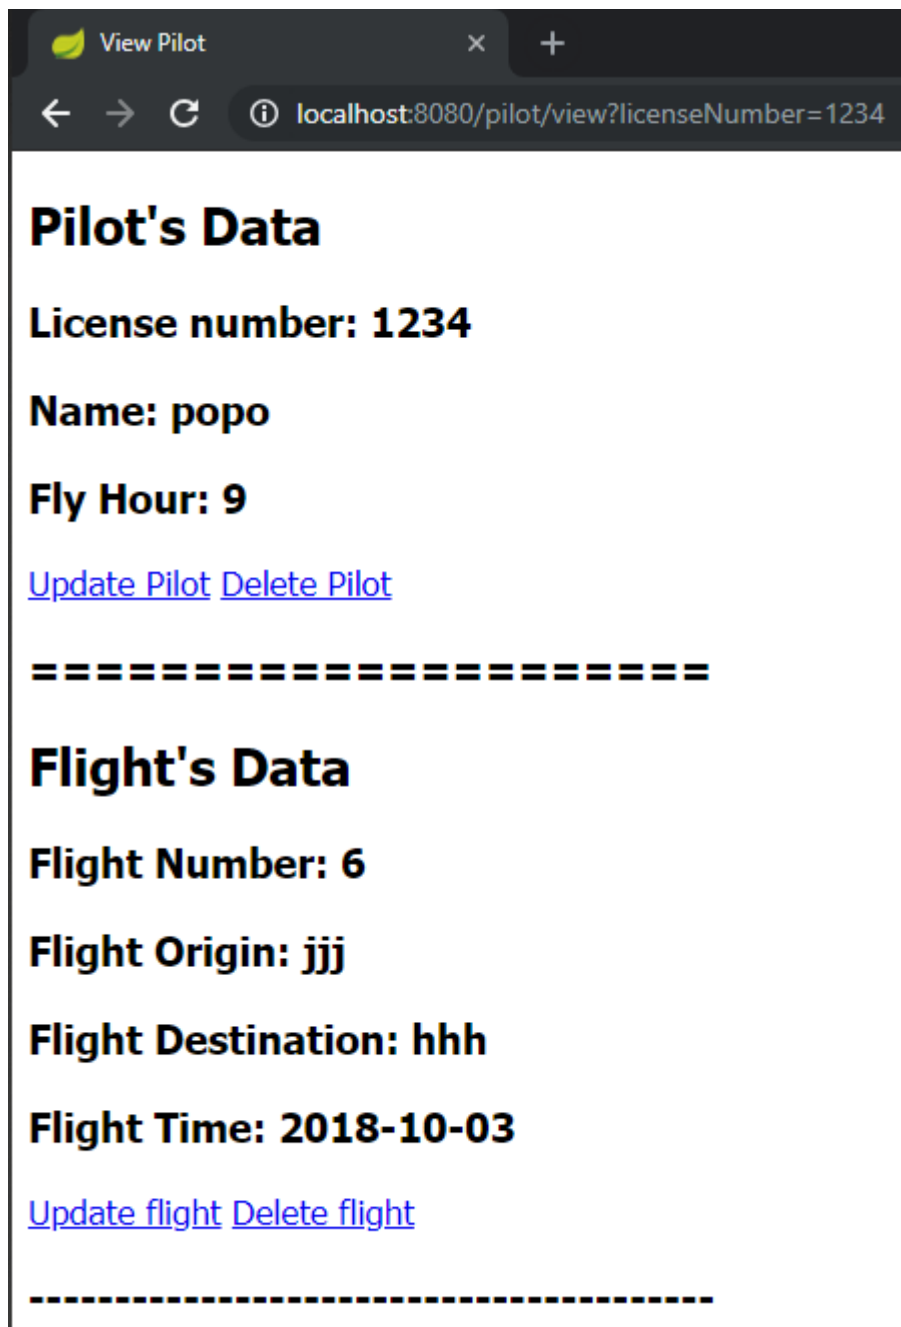 View Pilot
localhost:8080/pilot/view?licenseNumber=1234
Pilot's Data
License number: 1234
Name: popo
Fly Hour: 9
Update Pilot Delete Pilot
=====================
Flight's Data
Flight Number: 6
Flight Origin: jjj
Flight Destination: hhh
Flight Time: 2018-10-03
Update flight Delete flight
----------------------------------------